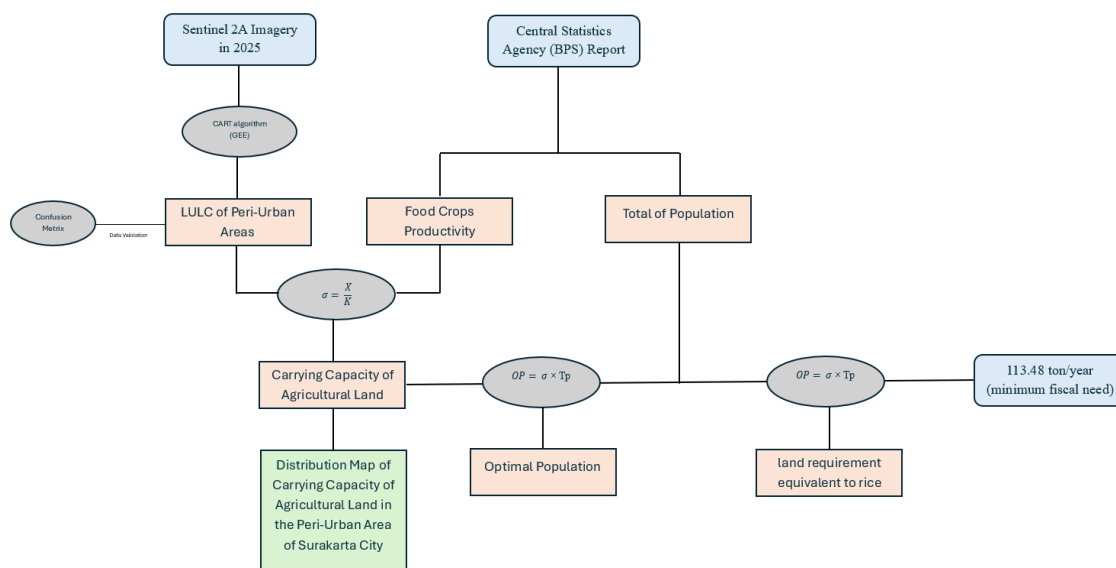 Sentinel 2A Imagery
in 2025
Central Statistics
Agency (BPS) Report
CART algorithm
(GEE)
Confusion
Metrix
Data Validation
LULC of Peri-Urban
Areas
Food Crops
Productivity
Total of Population
σ = X/K
Carrying Capacity of
Agricultural Land
OP = σ × Tp
OP = σ × Tp
113.48 ton/year
(minimum fiscal need)
Distribution Map of
Carrying Capacity of
Agricultural Land in
the Peri-Urban Area
of Surakarta City
Optimal Population
land requirement
equivalent to rice